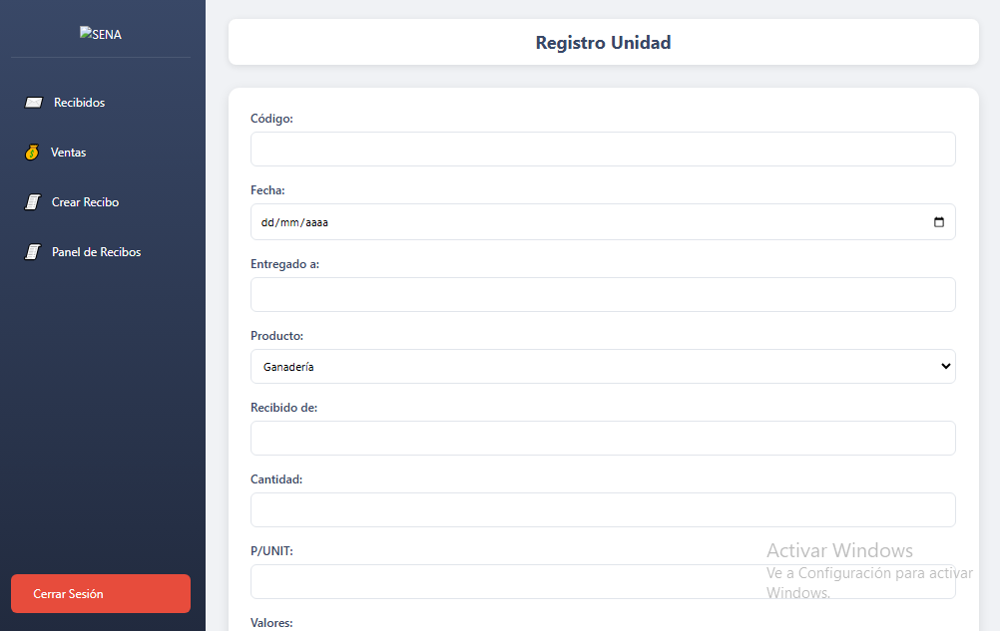 SENA
Recibidos
Ventas
Crear Recibo
Panel de Recibos
Cerrar Sesión
Registro Unidad
Código:
Fecha:
dd/mm/aaaa
Entregado a:
Producto:
Ganadería
Recibido de:
Cantidad:
P/UNIT:
Valores:
Activar Windows
Ve a Configuración para activar
Windows.